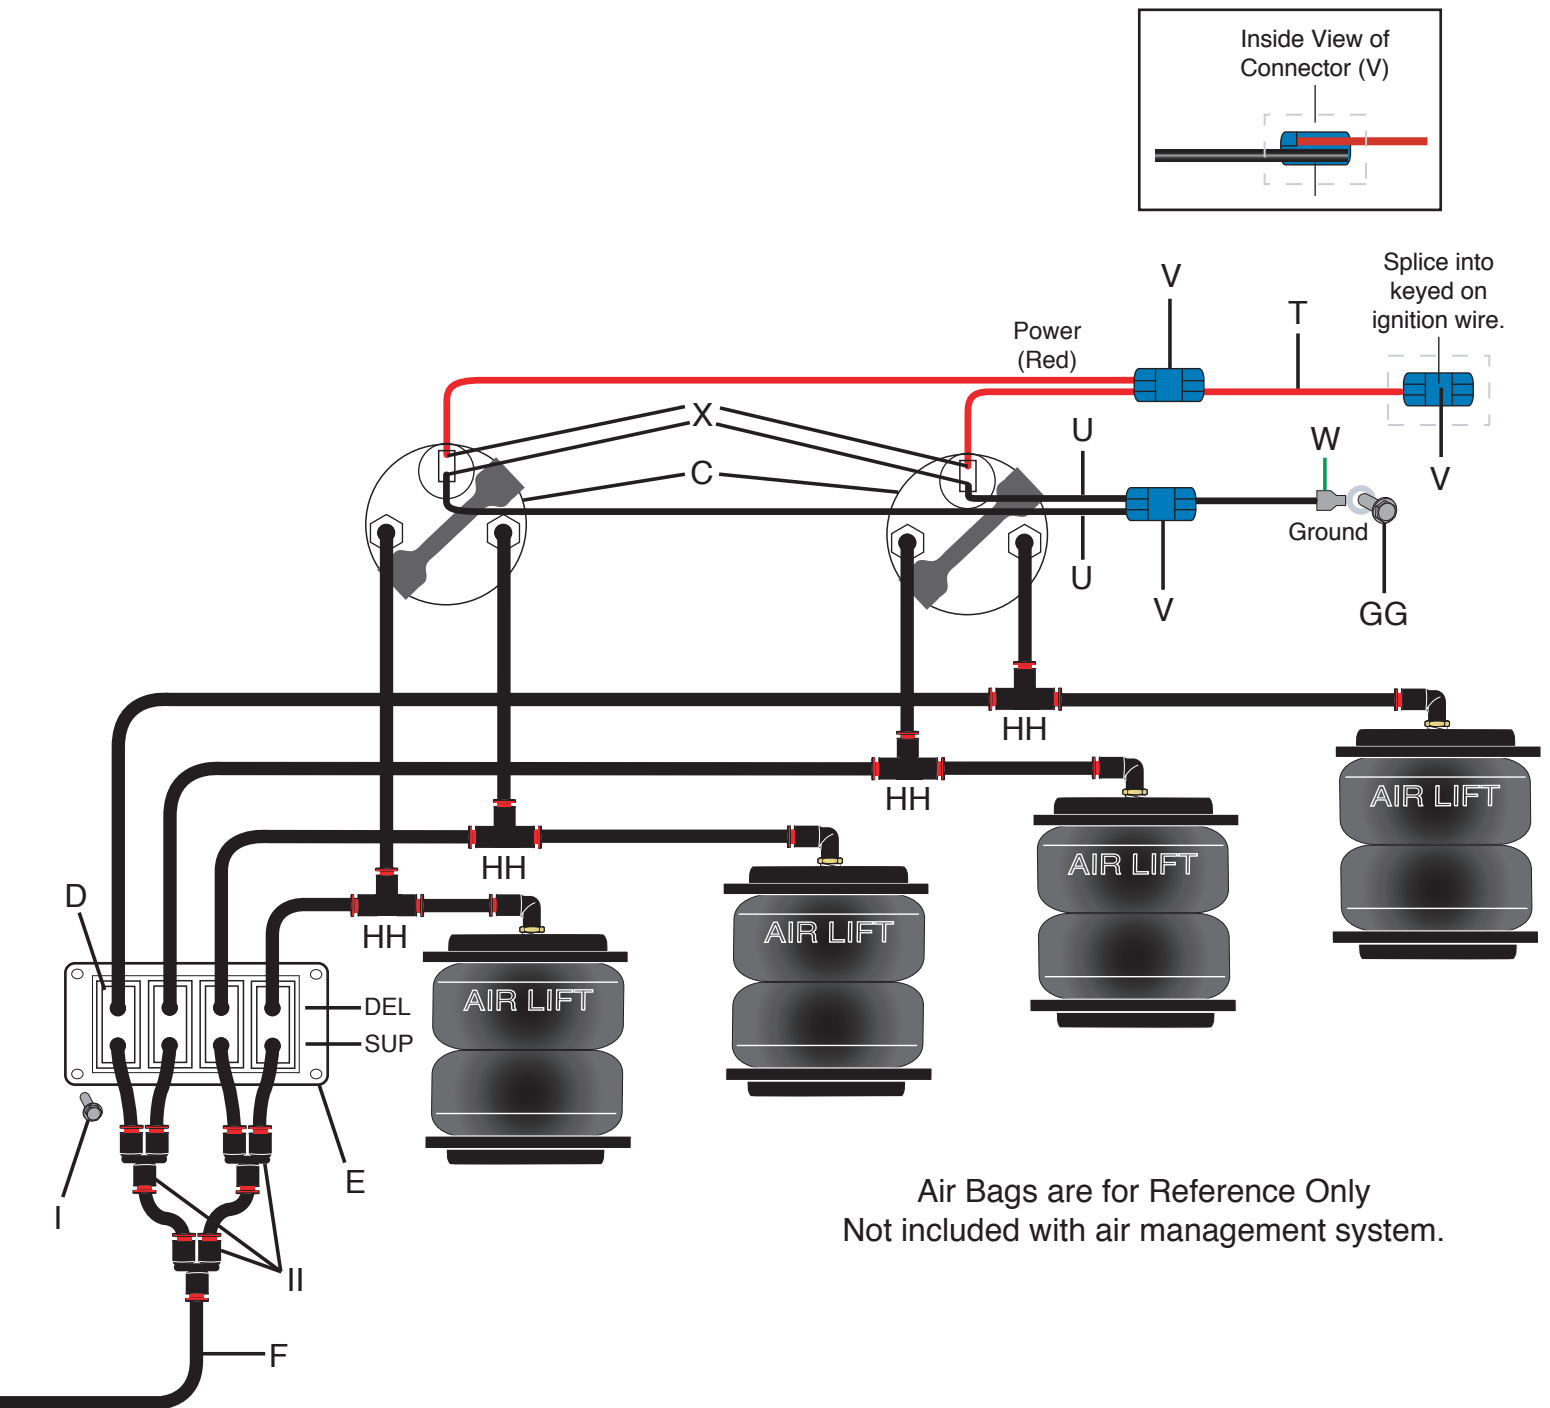 Inside View of
Connector (V)
Splice into
keyed on
ignition wire.
V
T
Power
(Red)
X
U
W
C
V
Ground
U
V
GG
HH
HH
AIR LIFT
HH
AIR LIFT
D
HH
AIR LIFT
AIR LIFT
DEL
SUP
E
I
Air Bags are for Reference Only
Not included with air management system.
II
F